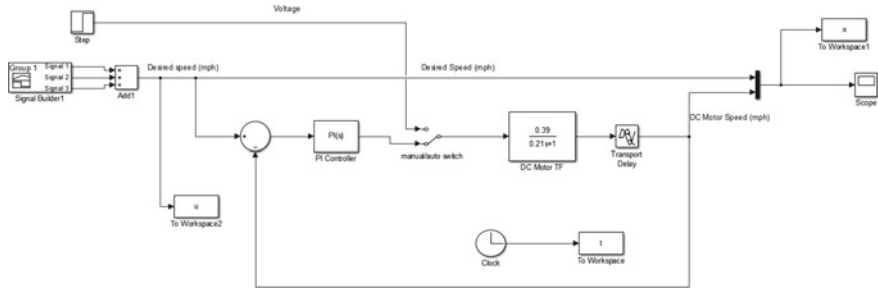 Voltage
Step
Group 1
Signal 1
Signal 2
Signal 3
Signal Builder1
Add1
Desired speed (mph)
Desired Speed (mph)
x
To Workspace1
Scope
DC Motor Speed (mph)
PI(s)
PI Controller
manual/auto switch
0.39
0.21s+1
DC Motor TF
Transport
Delay
u
To Workspace2
Clock
t
To Workspace